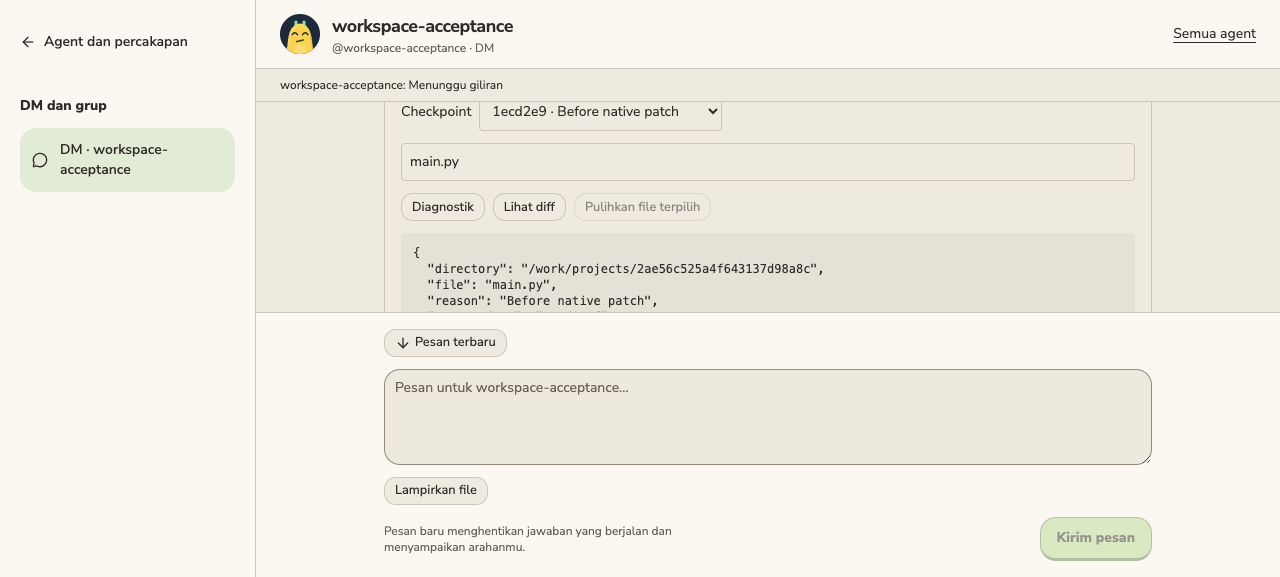 Agent dan percakapan
DM dan grup
DM · workspace-
acceptance
workspace-acceptance
@workspace-acceptance · DM
Semua agent
workspace-acceptance: Menunggu giliran
Checkpoint
1ecd2e9 · Before native patch
main.py
Diagnostik
Lihat diff
Pulihkan file terpilih
{
"directory": "/work/projects/2ae56c525a4f643137d98a8c",
"file": "main.py",
"reason": "Before native patch",
Pesan terbaru
Pesan untuk workspace-acceptance…
Lampirkan file
Pesan baru menghentikan jawaban yang berjalan dan
menyampaikan arahanmu.
Kirim pesan